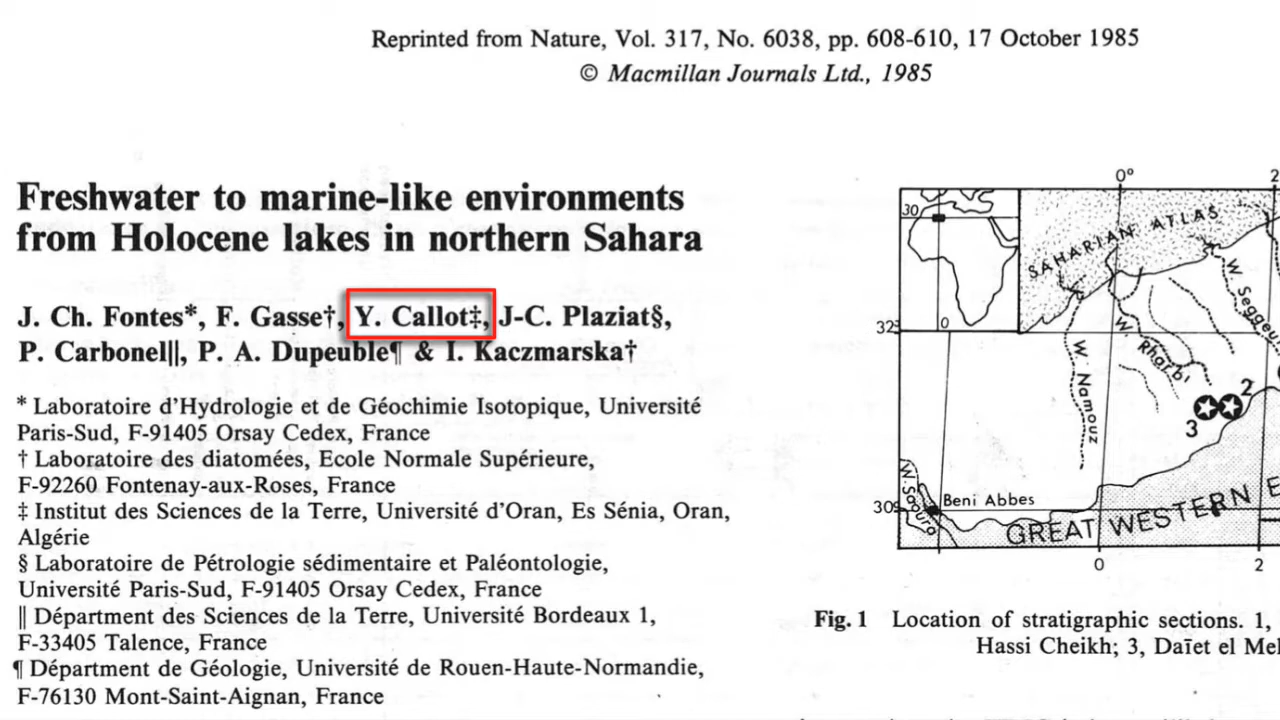 Reprinted from Nature, Vol. 317, No. 6038, pp. 608-610, 17 October 1985
© Macmillan Journals Ltd., 1985
Freshwater to marine-like environments
from Holocene lakes in northern Sahara
J. Ch. Fontes*, F. Gasse†, Y. Callot‡, J-C. Plaziat§,
P. Carbonel||, P. A. Dupeuble¶ & I. Kaczmarska†
* Laboratoire d'Hydrologie et de Géochimie Isotopique, Université
Paris-Sud, F-91405 Orsay Cedex, France
† Laboratoire des diatomées, Ecole Normale Supérieure,
F-92260 Fontenay-aux-Roses, France
‡ Institut des Sciences de la Terre, Université d'Oran, Es Sénia, Oran,
Algérie
§ Laboratoire de Pétrologie sédimentaire et Paléontologie,
Université Paris-Sud, F-91405 Orsay Cedex, France
|| Départment des Sciences de la Terre, Université Bordeaux 1,
F-33405 Talence, France
¶ Départment de Géologie, Université de Rouen-Haute-Normandie,
F-76130 Mont-Saint-Aignan, France
0° 2
30
0
SAHARIAN ATLAS
W. Seggeur
32
W. Rharbi
W. Namouz
2
3
W. Saoura
Beni Abbes
30
GREAT WESTERN E
0 2
Fig. 1 Location of stratigraphic sections. 1,
Hassi Cheikh; 3, Daïet el Mel